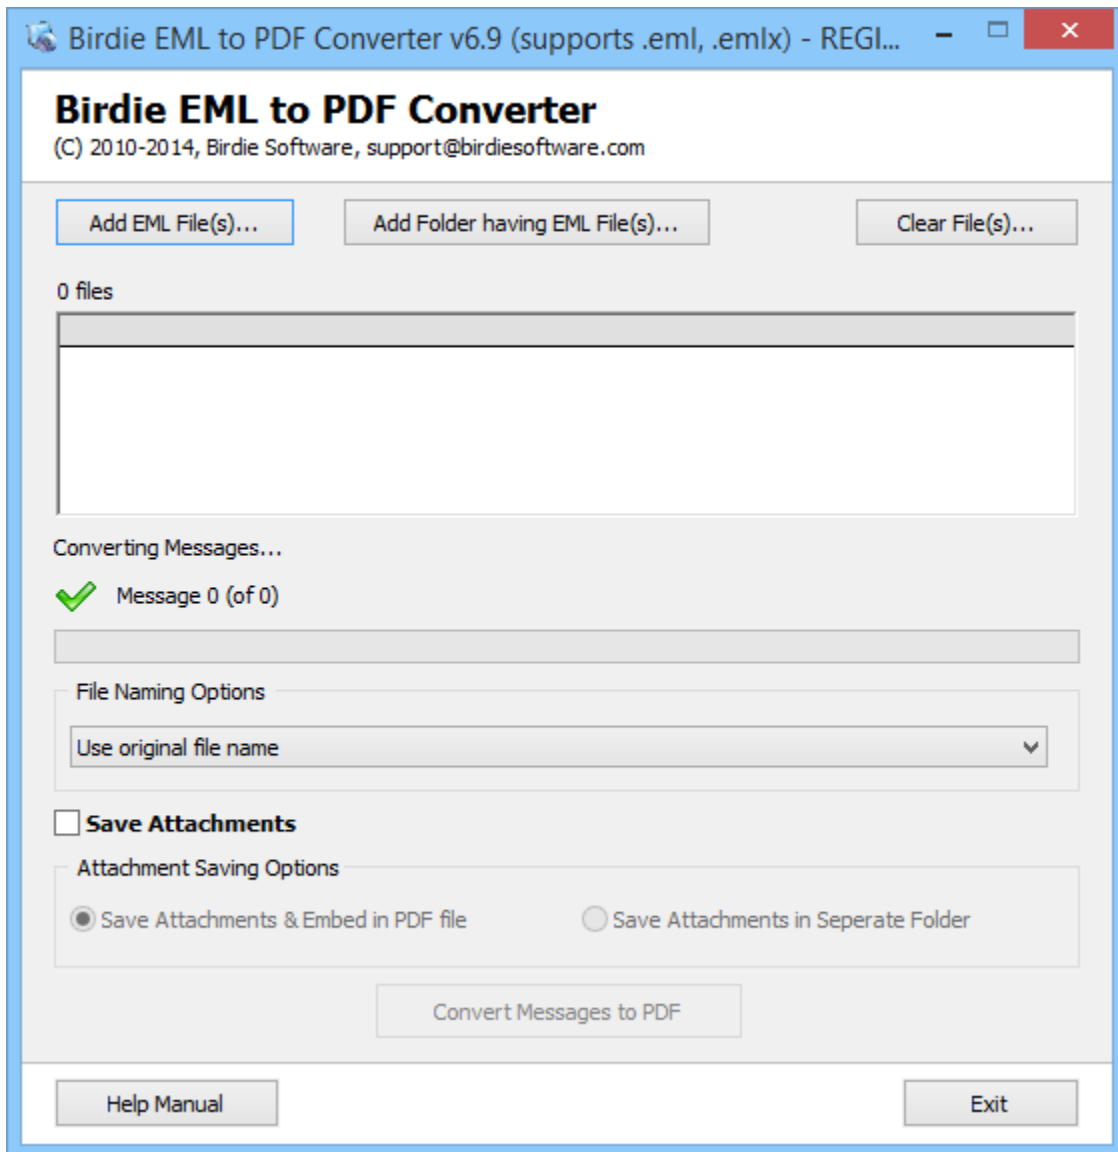 Birdie EML to PDF Converter v6.9 (supports .eml, .emlx) - REGI...
Birdie EML to PDF Converter
(C) 2010-2014, Birdie Software, support@birdiesoftware.com
Add EML File(s)... Add Folder having EML File(s)... Clear File(s)...
0 files
Converting Messages...
Message 0 (of 0)
File Naming Options
Use original file name
Save Attachments
Attachment Saving Options
Save Attachments & Embed in PDF file Save Attachments in Seperate Folder
Convert Messages to PDF
Help Manual Exit